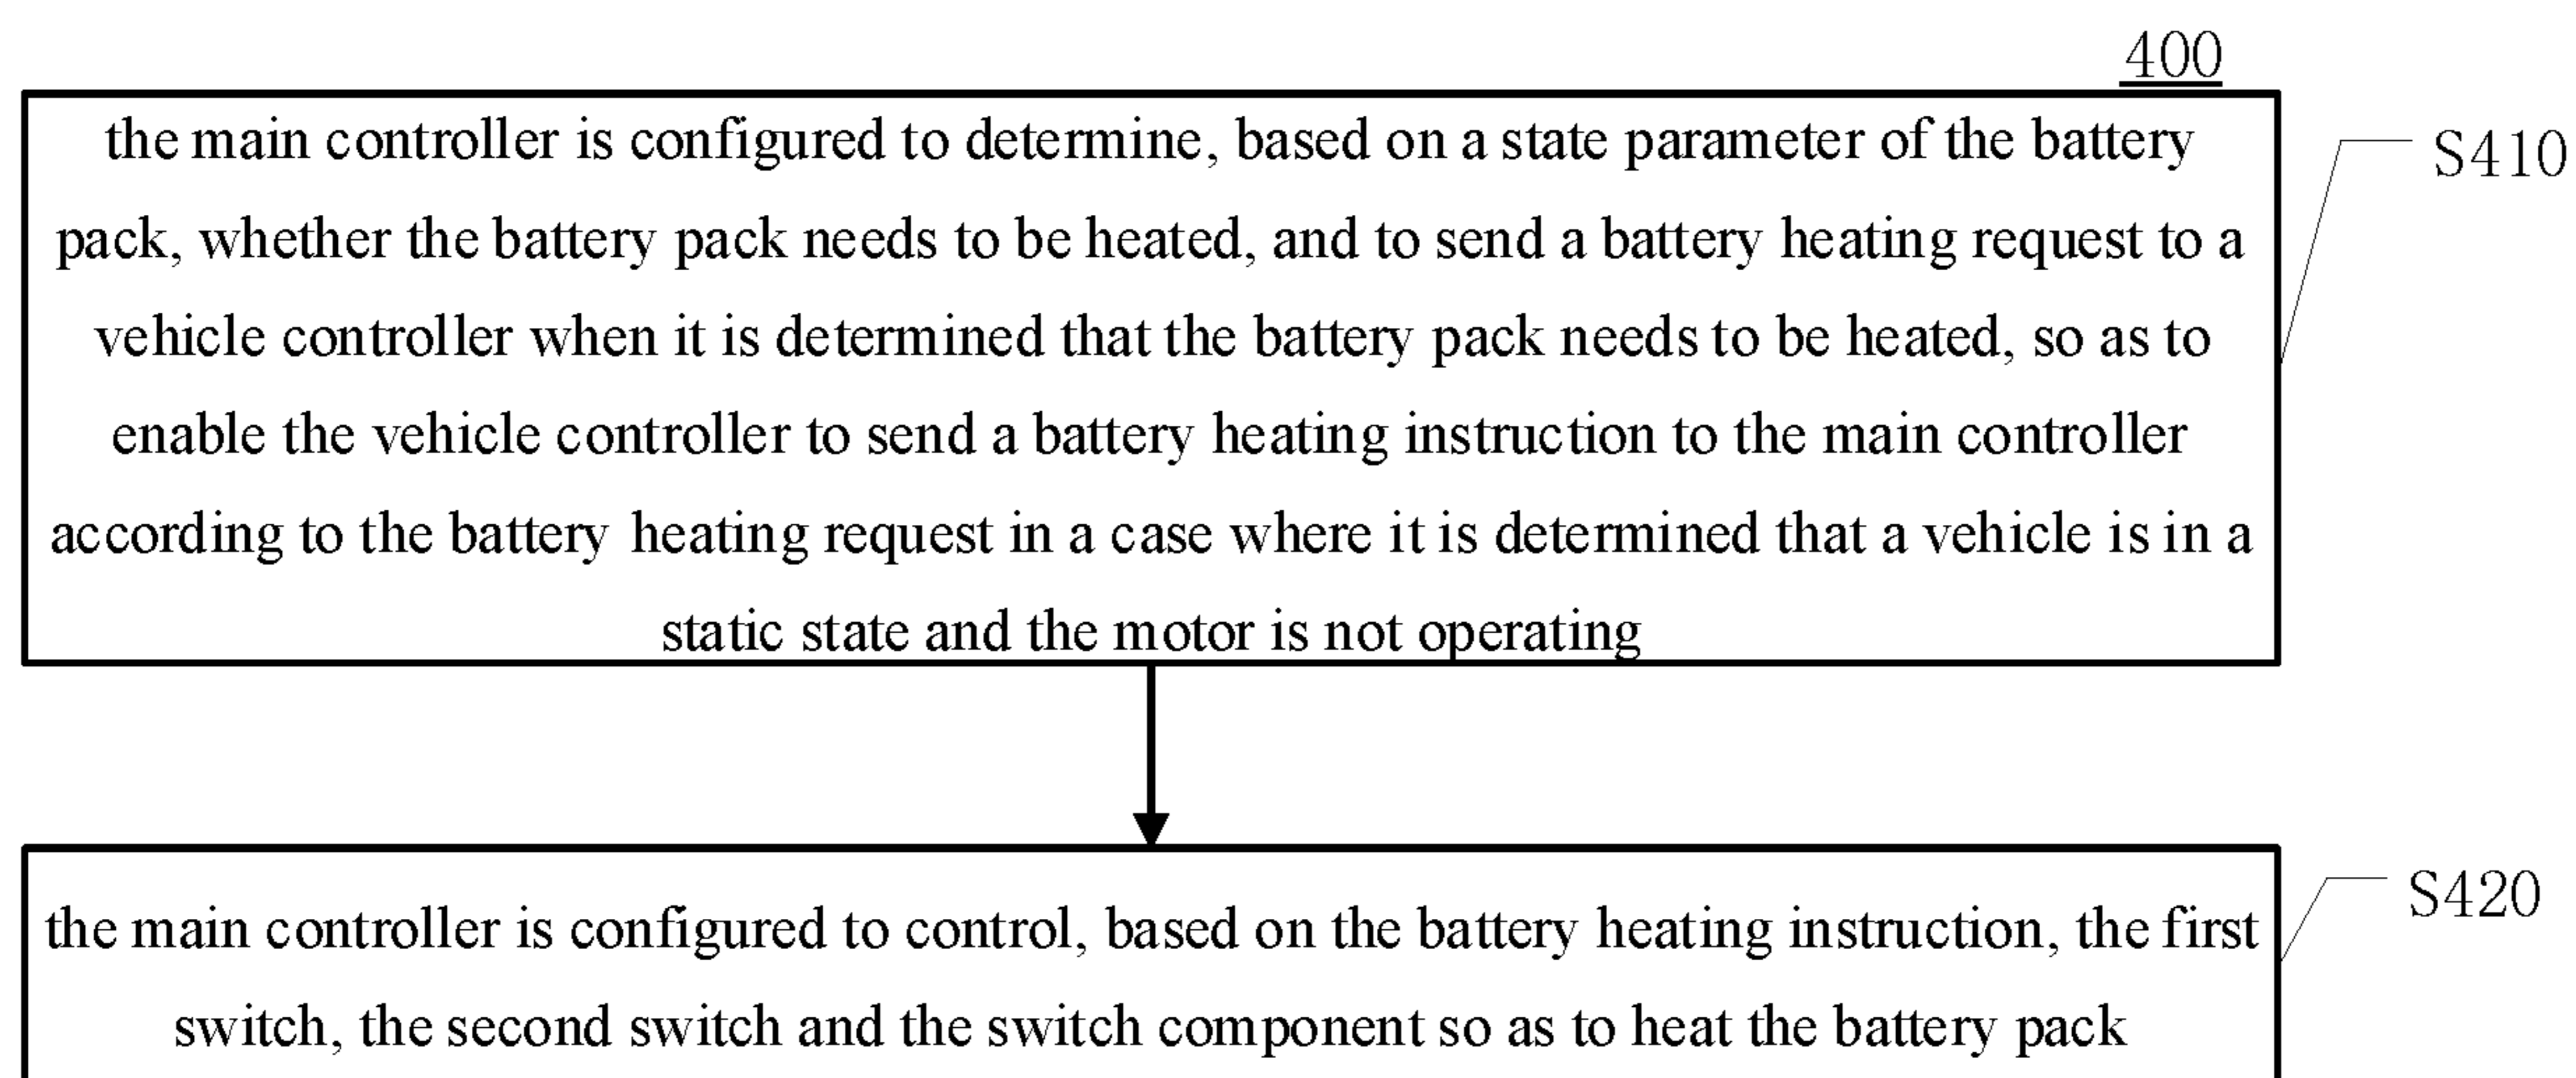 400
the main controller is configured to determine, based on a state parameter of the battery
pack, whether the battery pack needs to be heated, and to send a battery heating request to a
vehicle controller when it is determined that the battery pack needs to be heated, so as to
enable the vehicle controller to send a battery heating instruction to the main controller
according to the battery heating request in a case where it is determined that a vehicle is in a
static state and the motor is not operating
S410
the main controller is configured to control, based on the battery heating instruction, the first
switch, the second switch and the switch component so as to heat the battery pack
S420